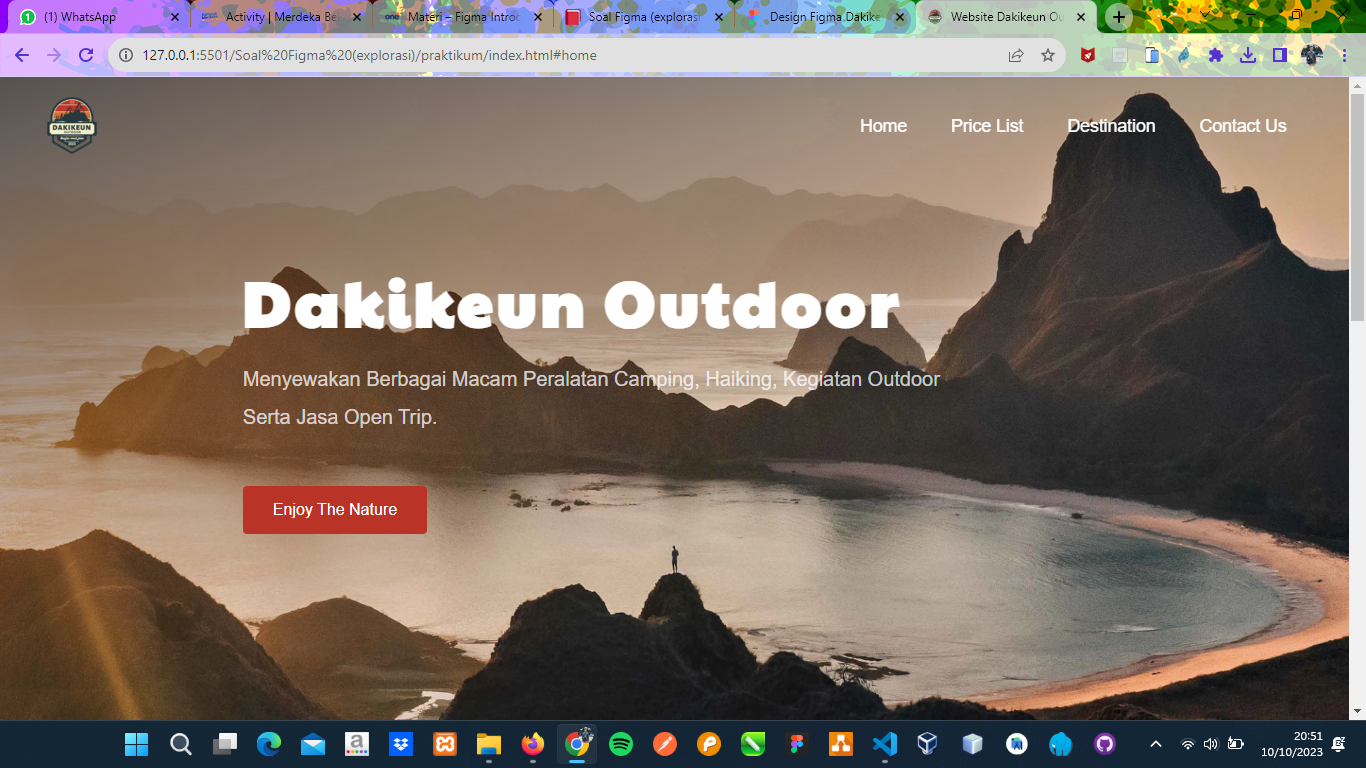 (1) WhatsApp
Activity | Merdeka Be
Materi – Figma Introd
Soal Figma (explorasi
Design Figma Dakike
Website Dakikeun Ou
127.0.0.1:5501/Soal%20Figma%20(explorasi)/praktikum/index.html#home
DAKIKEUN
OUTDOOR
Home
Price List
Destination
Contact Us
Dakikeun Outdoor
Menyewakan Berbagai Macam Peralatan Camping, Haiking, Kegiatan Outdoor
Serta Jasa Open Trip.
Enjoy The Nature
20:51
10/10/2023